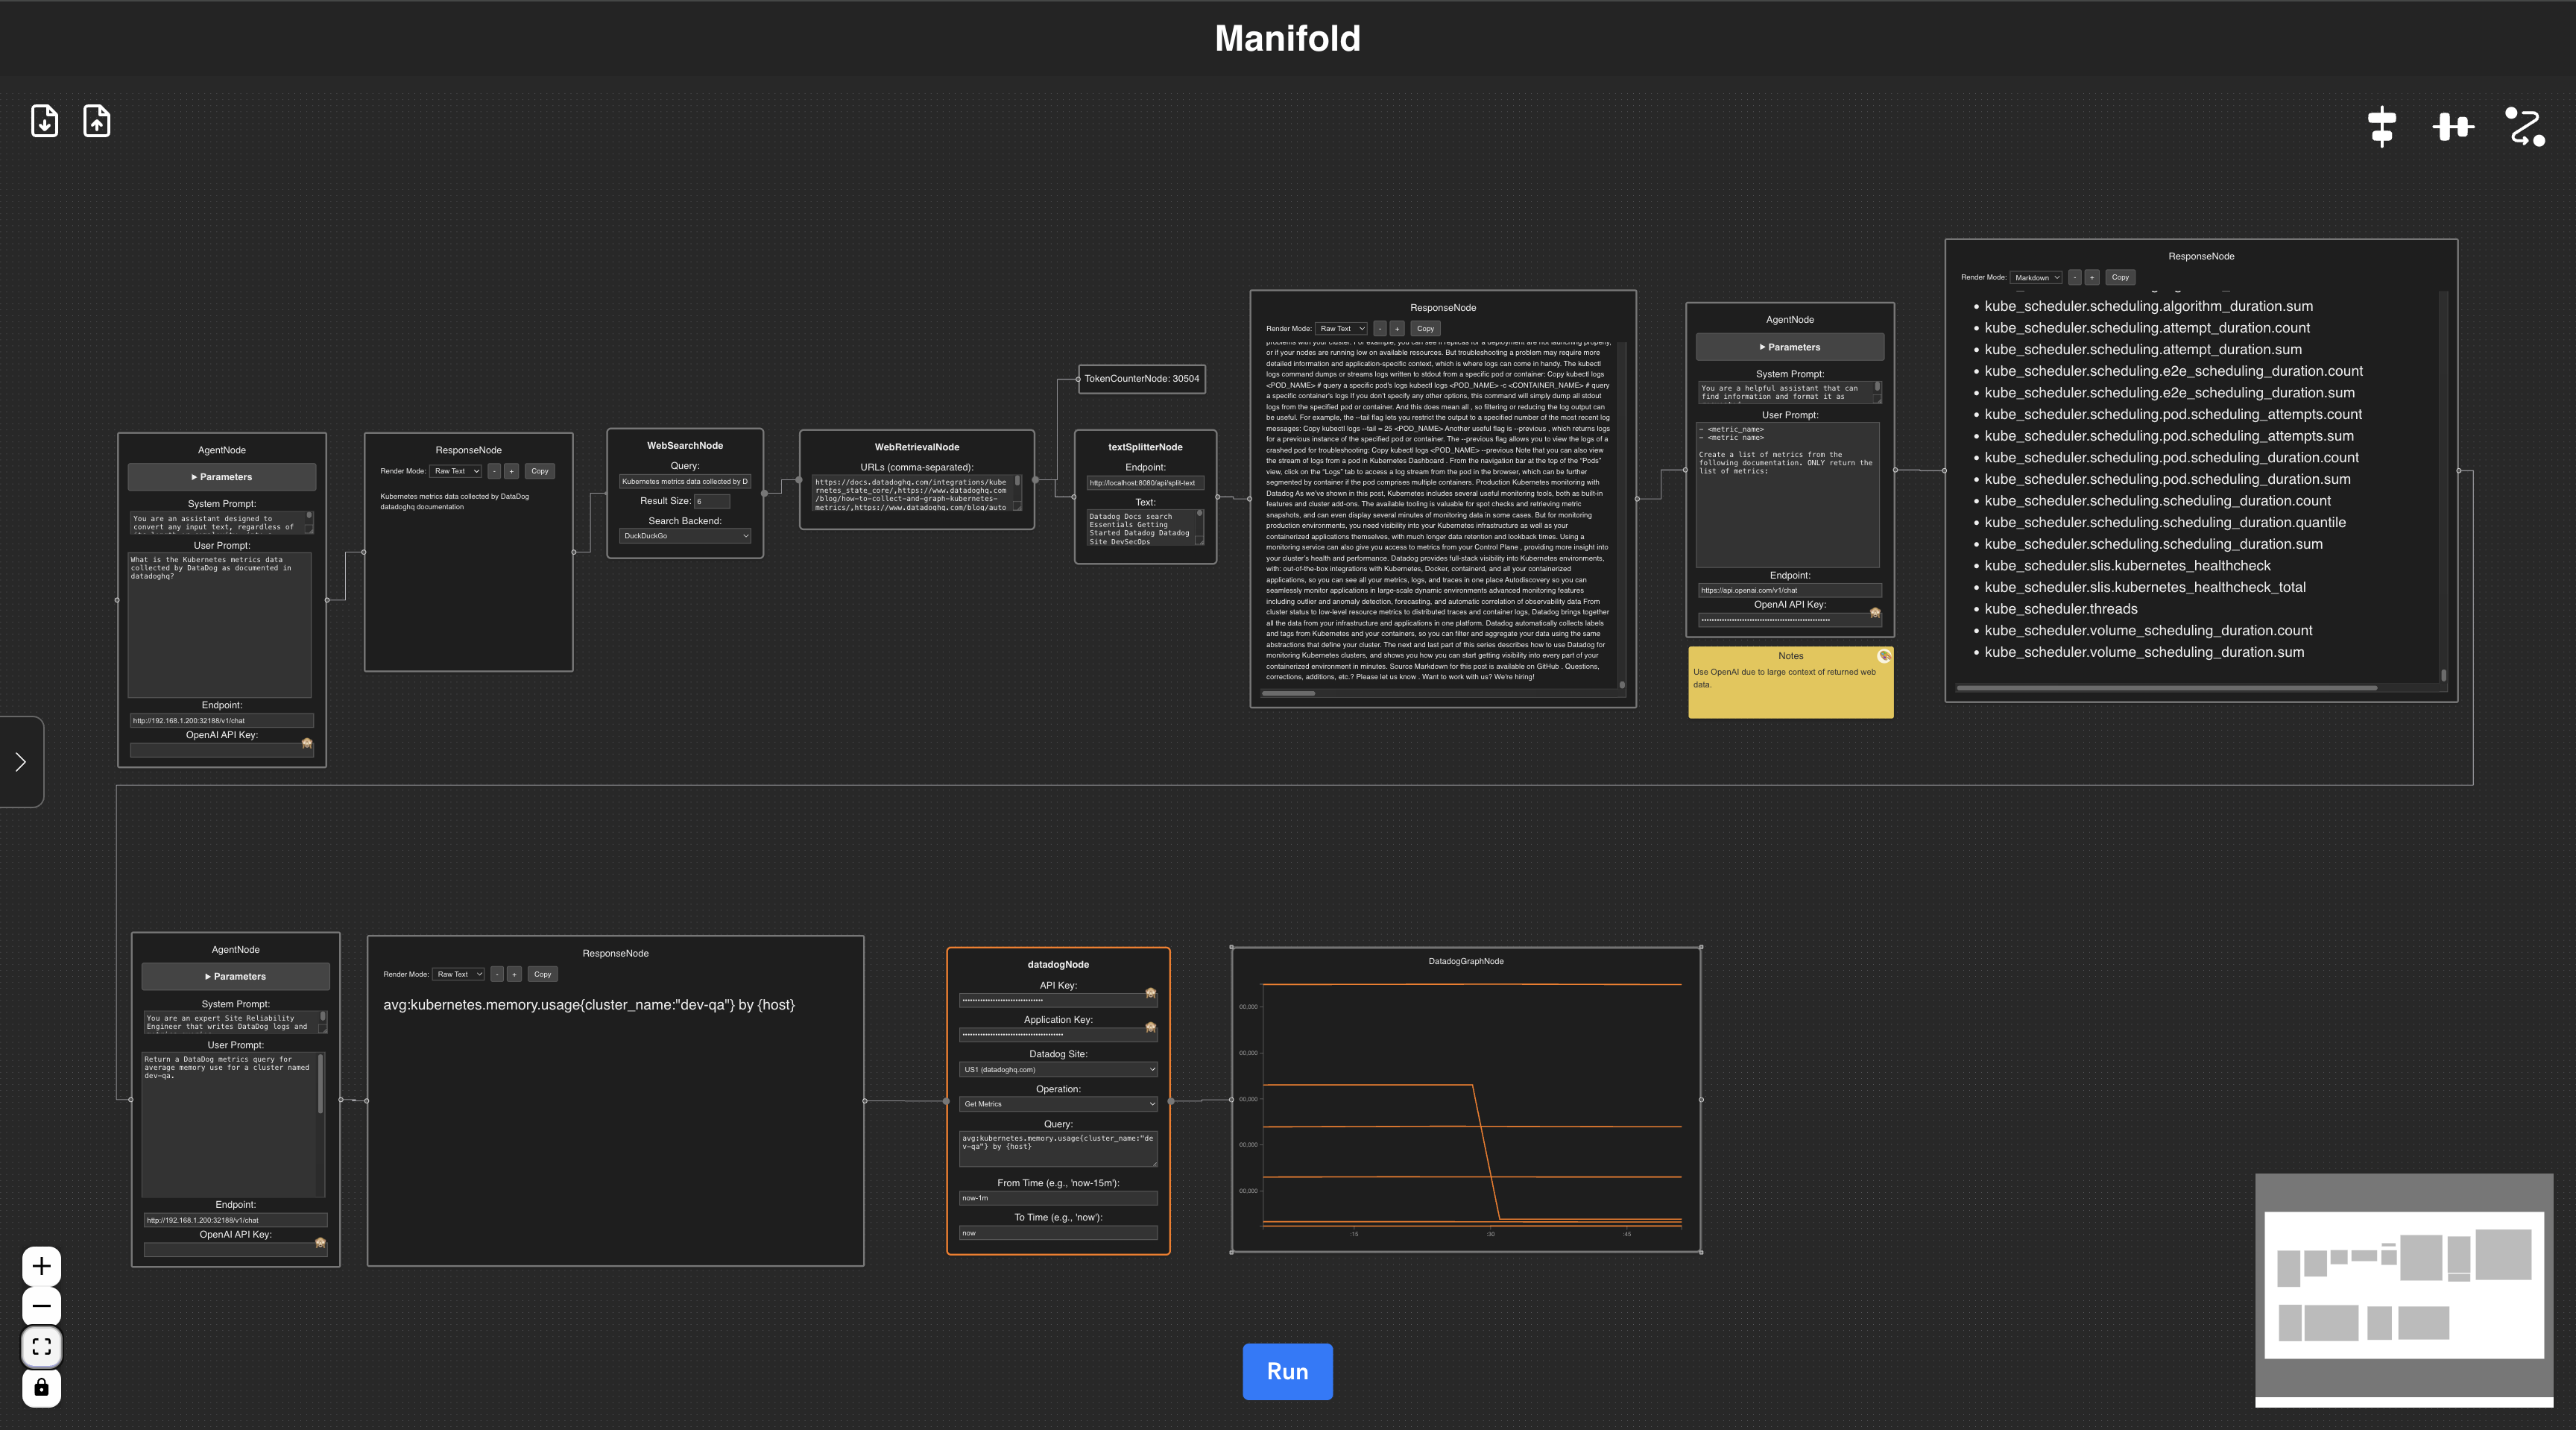 Manifold
AgentNode
▶ Parameters
System Prompt:
You are an assistant designed to
convert any input text, regardless of
User Prompt:
What is the Kubernetes metrics data
collected by DataDog as documented in
datadoghq?
Endpoint:
http://192.168.1.200:32188/v1/chat
OpenAI API Key:
ResponseNode
Render Mode: Raw Text - + Copy
Kubernetes metrics data collected by DataDog
datadoghq documentation
WebSearchNode
Query:
Kubernetes metrics data collected by D
Result Size: 6
Search Backend:
DuckDuckGo
WebRetrievalNode
URLs (comma-separated):
https://docs.datadoghq.com/integrations/kube
rnetes_state_core/,https://www.datadoghq.com
/blog/how-to-collect-and-graph-kubernetes-
metrics/,https://www.datadoghq.com/blog/auto
TokenCounterNode: 30504
textSplitterNode
Endpoint:
http://localhost:8080/api/split-text
Text:
Datadog Docs search
Essentials Getting
Started Datadog Datadog
Site DevSecOps
ResponseNode
Render Mode: Raw Text - + Copy
problems with your cluster. For example, you can see if replicas for a deployment are not launching properly,
or if your nodes are running low on available resources. But troubleshooting a problem may require more
detailed information and application-specific context, which is where logs can come in handy. The kubectl
logs command dumps or streams logs written to stdout from a specific pod or container: Copy kubectl logs
<POD_NAME> # query a specific pod's logs kubectl logs <POD_NAME> -c <CONTAINER_NAME> # query
a specific container's logs If you don't specify any other options, this command will simply dump all stdout
logs from the specified pod or container. And this does mean all , so filtering or reducing the log output can
be useful. For example, the --tail flag lets you restrict the output to a specified number of the most recent log
messages: Copy kubectl logs --tail = 25 <POD_NAME> Another useful flag is --previous , which returns logs
for a previous instance of the specified pod or container. The --previous flag allows you to view the logs of a
crashed pod for troubleshooting: Copy kubectl logs <POD_NAME> --previous Note that you can also view
the stream of logs from a pod in Kubernetes Dashboard . From the navigation bar at the top of the “Pods”
view, click on the “Logs” tab to access a log stream from the pod in the browser, which can be further
segmented by container if the pod comprises multiple containers. Production Kubernetes monitoring with
Datadog As we've shown in this post, Kubernetes includes several useful monitoring tools, both as built-in
features and cluster add-ons. The available tooling is valuable for spot checks and retrieving metric
snapshots, and can even display several minutes of monitoring data in some cases. But for monitoring
production environments, you need visibility into your Kubernetes infrastructure as well as your
containerized applications themselves, with much longer data retention and lookback times. Using a
monitoring service can also give you access to metrics from your Control Plane , providing more insight into
your cluster's health and performance. Datadog provides full-stack visibility into Kubernetes environments,
with: out-of-the-box integrations with Kubernetes, Docker, containerd, and all your containerized
applications, so you can see all your metrics, logs, and traces in one place Autodiscovery so you can
seamlessly monitor applications in large-scale dynamic environments advanced monitoring features
including outlier and anomaly detection, forecasting, and automatic correlation of observability data From
cluster status to low-level resource metrics to distributed traces and container logs, Datadog brings together
all the data from your infrastructure and applications in one platform. Datadog automatically collects labels
and tags from Kubernetes and your containers, so you can filter and aggregate your data using the same
abstractions that define your cluster. The next and last part of this series describes how to use Datadog for
monitoring Kubernetes clusters, and shows you how you can start getting visibility into every part of your
containerized environment in minutes. Source Markdown for this post is available on GitHub . Questions,
corrections, additions, etc.? Please let us know . Want to work with us? We're hiring!
AgentNode
▶ Parameters
System Prompt:
You are a helpful assistant that can
find information and format it as
User Prompt:
- <metric_name>
- <metric name>
Create a list of metrics from the
following documentation. ONLY return the
list of metrics:
Endpoint:
https://api.openai.com/v1/chat
OpenAI API Key:
Notes
Use OpenAI due to large context of returned web
data.
ResponseNode
Render Mode: Markdown - + Copy
• kube_scheduler.scheduling.algorithm_duration.sum
• kube_scheduler.scheduling.attempt_duration.count
• kube_scheduler.scheduling.attempt_duration.sum
• kube_scheduler.scheduling.e2e_scheduling_duration.count
• kube_scheduler.scheduling.e2e_scheduling_duration.sum
• kube_scheduler.scheduling.pod.scheduling_attempts.count
• kube_scheduler.scheduling.pod.scheduling_attempts.sum
• kube_scheduler.scheduling.pod.scheduling_duration.count
• kube_scheduler.scheduling.pod.scheduling_duration.sum
• kube_scheduler.scheduling.scheduling_duration.count
• kube_scheduler.scheduling.scheduling_duration.quantile
• kube_scheduler.scheduling.scheduling_duration.sum
• kube_scheduler.slis.kubernetes_healthcheck
• kube_scheduler.slis.kubernetes_healthcheck_total
• kube_scheduler.threads
• kube_scheduler.volume_scheduling_duration.count
• kube_scheduler.volume_scheduling_duration.sum
AgentNode
▶ Parameters
System Prompt:
You are an expert Site Reliability
Engineer that writes DataDog logs and
User Prompt:
Return a DataDog metrics query for
average memory use for a cluster named
dev-qa.
Endpoint:
http://192.168.1.200:32188/v1/chat
OpenAI API Key:
ResponseNode
Render Mode: Raw Text - + Copy
avg:kubernetes.memory.usage{cluster_name:"dev-qa"} by {host}
datadogNode
API Key:
Application Key:
Datadog Site:
US1 (datadoghq.com)
Operation:
Get Metrics
Query:
avg:kubernetes.memory.usage{cluster_name:"de
v-qa"} by {host}
From Time (e.g., 'now-15m'):
now-1m
To Time (e.g., 'now'):
now
DatadogGraphNode
00,000
00,000
00,000
00,000
00,000
:15 :30 :45
Run